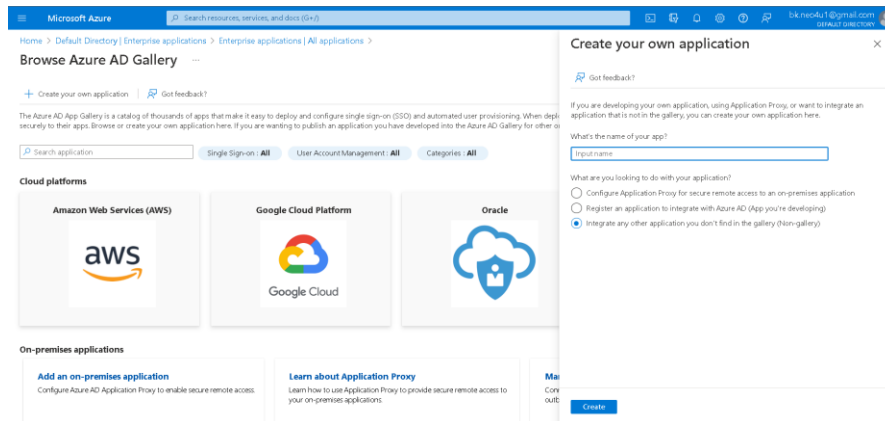 Microsoft Azure
Search resources, services, and docs (G+/)
bk.neo4u1@gmail.com
DEFAULT DIRECTORY
Home > Default Directory | Enterprise applications > Enterprise applications | All applications >
Browse Azure AD Gallery ...
+ Create your own application
Got feedback?
The Azure AD App Gallery is a catalog of thousands of apps that make it easy to deploy and configure single sign-on (SSO) and automated user provisioning. When depl
securely to their apps. Browse or create your own application here. If you are wanting to publish an application you have developed into the Azure AD Gallery for other o
Search application
Single Sign-on : All
User Account Management : All
Categories : All
Cloud platforms
Amazon Web Services (AWS)
aws
Google Cloud Platform
Google Cloud
Oracle
On-premises applications
Add an on-premises application
Configure Azure AD Application Proxy to enable secure remote access.
Learn about Application Proxy
Learn how to use Application Proxy to provide secure remote access to
your on-premises applications
Ma
Con
outb
Create your own application
Got feedback?
If you are developing your own application, using Application Proxy, or want to integrate an
application that is not in the gallery, you can create your own application here.
What's the name of your app?
Input name
What are you looking to do with your application?
Configure Application Proxy for secure remote access to an on-premises application
Register an application to integrate with Azure AD (App you're developing)
Integrate any other application you don't find in the gallery (Non-gallery)
Create